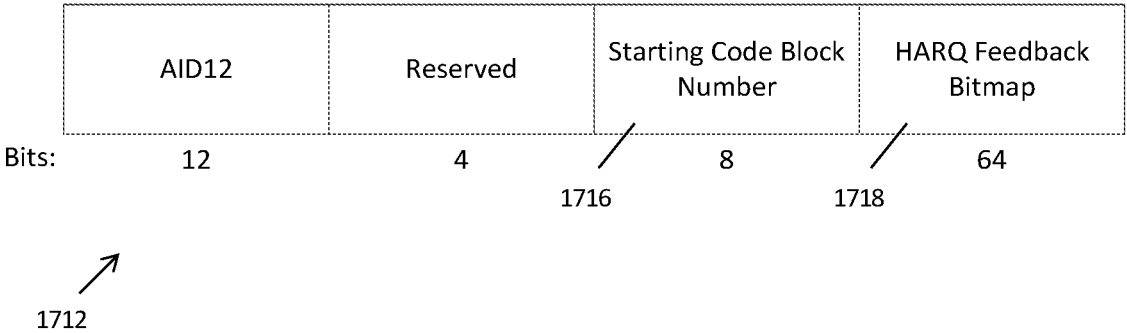 AID12
Reserved
Starting Code Block
Number
HARQ Feedback
Bitmap
Bits:
12
4
8
64
1716
1718
1712